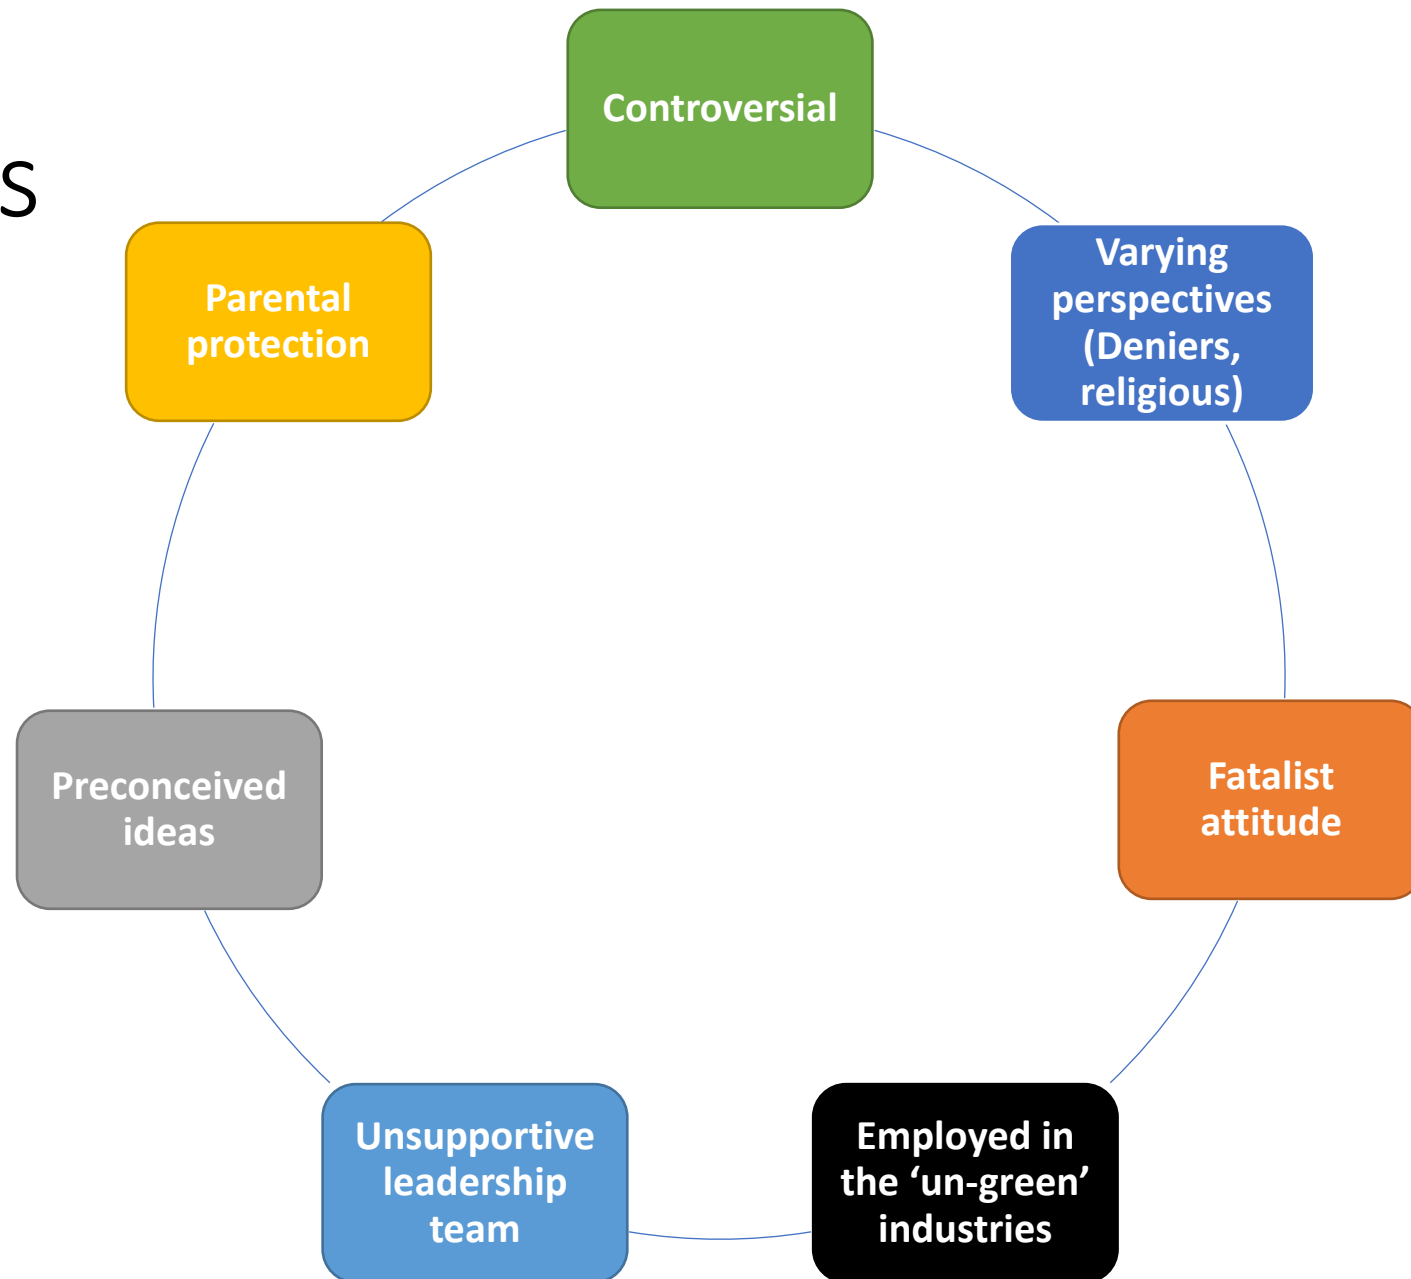 s
Controversial
Varying
perspectives
(Deniers,
religious)
Fatalist
attitude
Employed in
the ‘un-green’
industries
Unsupportive
leadership
team
Preconceived
ideas
Parental
protection